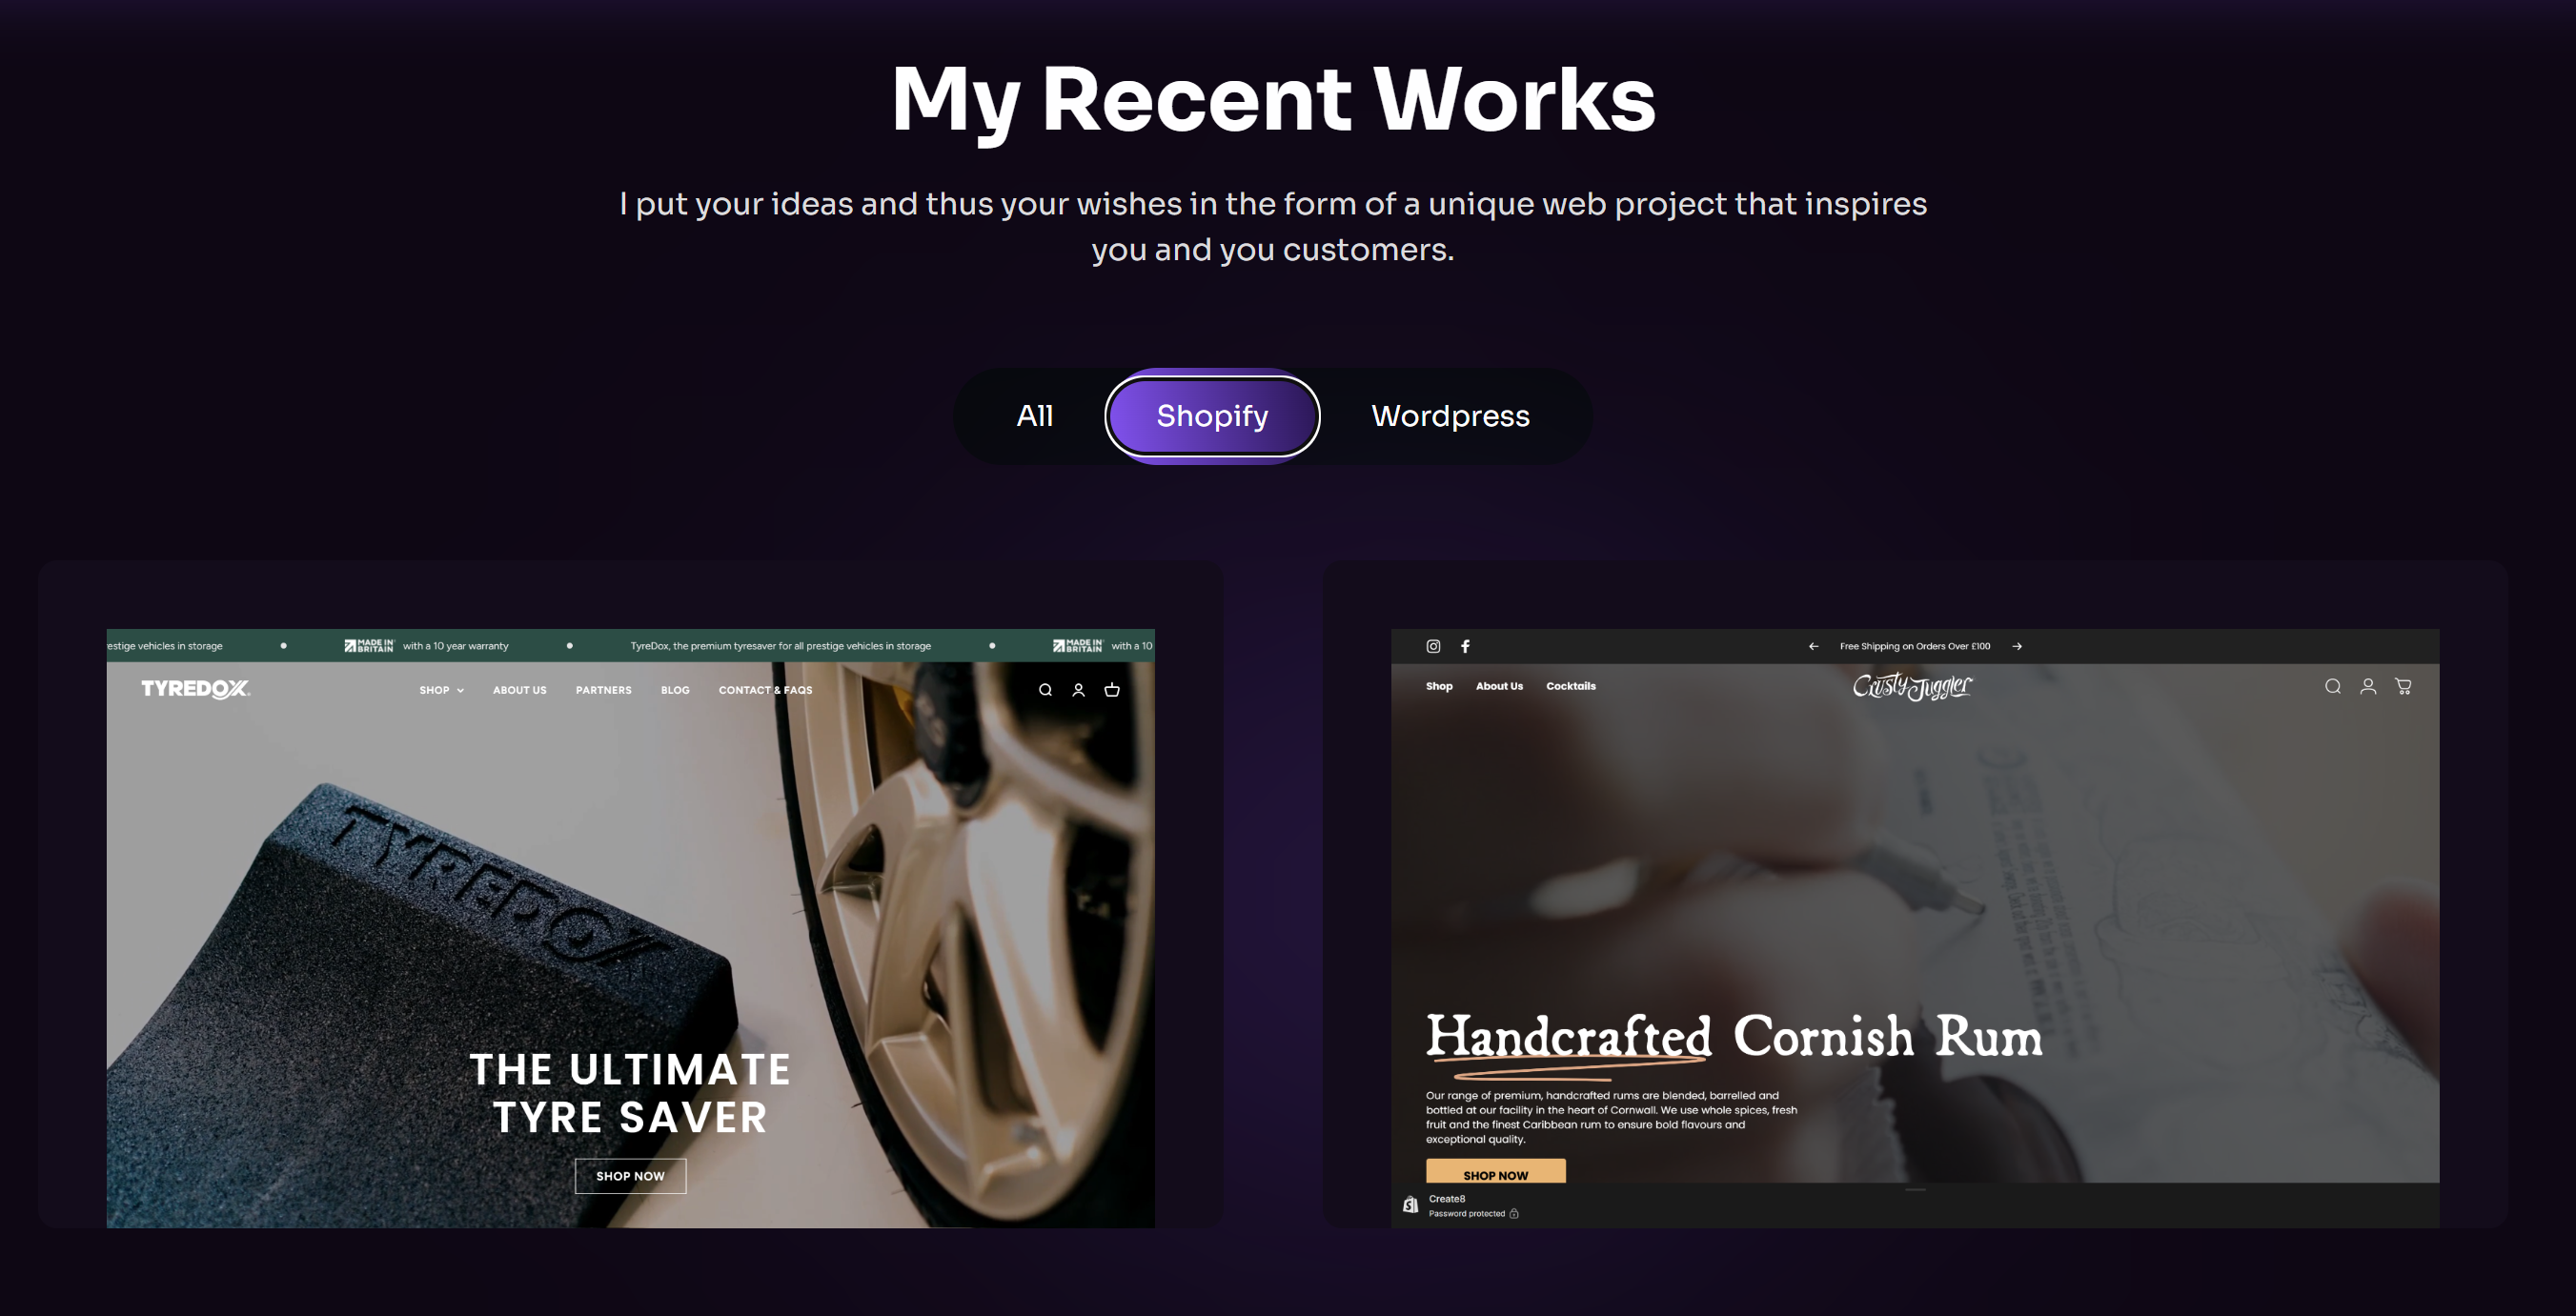 My Recent Works
I put your ideas and thus your wishes in the form of a unique web project that inspires
you and you customers.
All
Shopify
Wordpress
estige vehicles in storage
MADE IN
BRITAIN
with a 10 year warranty
TyreDox, the premium tyresaver for all prestige vehicles in storage
MADE IN
BRITAIN
with a 10
TYREDOX
SHOP
ABOUT US
PARTNERS
BLOG
CONTACT & FAQS
TYREDOX
THE ULTIMATE
TYRE SAVER
SHOP NOW
Free Shipping on Orders Over £100
Shop
About Us
Cocktails
Crusty Juggler
Handcrafted Cornish Rum
Our range of premium, handcrafted rums are blended, barrelled and
bottled at our facility in the heart of Cornwall. We use whole spices, fresh
fruit and the finest Caribbean rum to ensure bold flavours and
exceptional quality.
SHOP NOW
Create8
Password protected